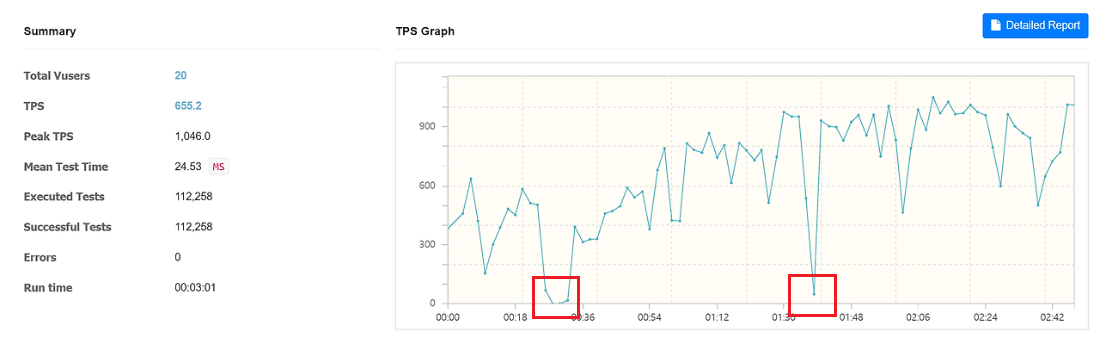 Summary
Total Vusers 20
TPS 655.2
Peak TPS 1,046.0
Mean Test Time 24.53 MS
Executed Tests 112,258
Successful Tests 112,258
Errors 0
Run time 00:03:01
TPS Graph
Detailed Report
900
600
300
0
00:00 00:18 00:36 00:54 01:12 01:30 01:48 02:06 02:24 02:42